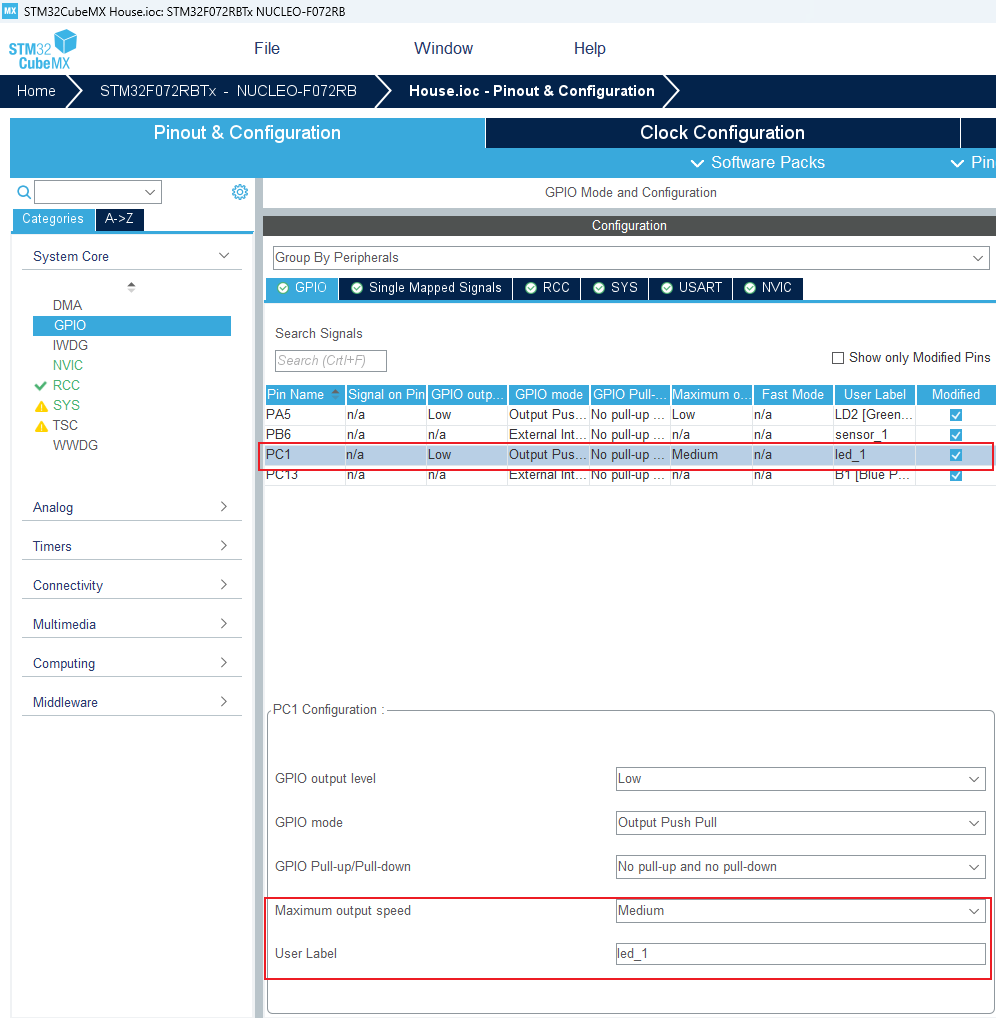 MX STM32CubeMX House.ioc: STM32F072RBTx NUCLEO-F072RB
STM32
CubeMX
File Window Help
Home STM32F072RBTx - NUCLEO-F072RB House.ioc - Pinout & Configuration
Pinout & Configuration Clock Configuration
Software Packs Pin
GPIO Mode and Configuration
Categories A->Z
Configuration
System Core
Group By Peripherals
GPIO Single Mapped Signals RCC SYS USART NVIC
DMA
GPIO
IWDG
NVIC
RCC
SYS
TSC
WWDG
Analog
Timers
Connectivity
Multimedia
Computing
Middleware
Search Signals
Search (Crtl+F) Show only Modified Pins
Pin Name Signal on Pin GPIO outp... GPIO mode GPIO Pull-... Maximum o... Fast Mode User Label Modified
PA5 n/a Low Output Pus... No pull-up ... Low n/a LD2 [Green...
PB6 n/a n/a External Int... No pull-up ... n/a n/a sensor_1
PC1 n/a Low Output Pus... No pull-up ... Medium n/a led_1
PC13 n/a n/a External Int... No pull-up ... n/a n/a B1 [Blue P...
PC1 Configuration :
GPIO output level Low
GPIO mode Output Push Pull
GPIO Pull-up/Pull-down No pull-up and no pull-down
Maximum output speed Medium
User Label led_1